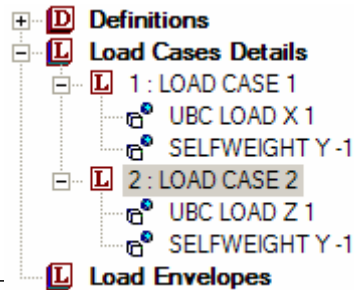 Definitions
Load Cases Details
1 : LOAD CASE 1
UBC LOAD X 1
SELFWEIGHT Y -1
2 : LOAD CASE 2
UBC LOAD Z 1
SELFWEIGHT Y -1
Load Envelopes